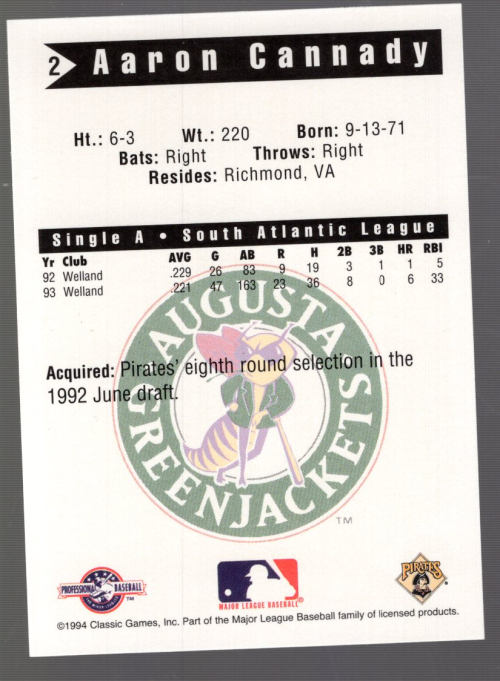 2 Aaron Cannady
Ht.: 6-3 Wt.: 220 Born: 9-13-71
Bats: Right Throws: Right
Resides: Richmond, VA
Single A • South Atlantic League
Yr Club AVG G AB R H 2B 3B HR RBI
92 Welland .229 26 83 9 19 3 1 1 5
93 Welland .221 47 163 23 36 8 0 6 33
AUGUSTA
GREENJACKETS
TM
Acquired: Pirates' eighth round selection in the
1992 June draft.
PROFESSIONAL BASEBALL
TM
MAJOR LEAGUE BASEBALL
PIRATES
©1994 Classic Games, Inc. Part of the Major League Baseball family of licensed products.